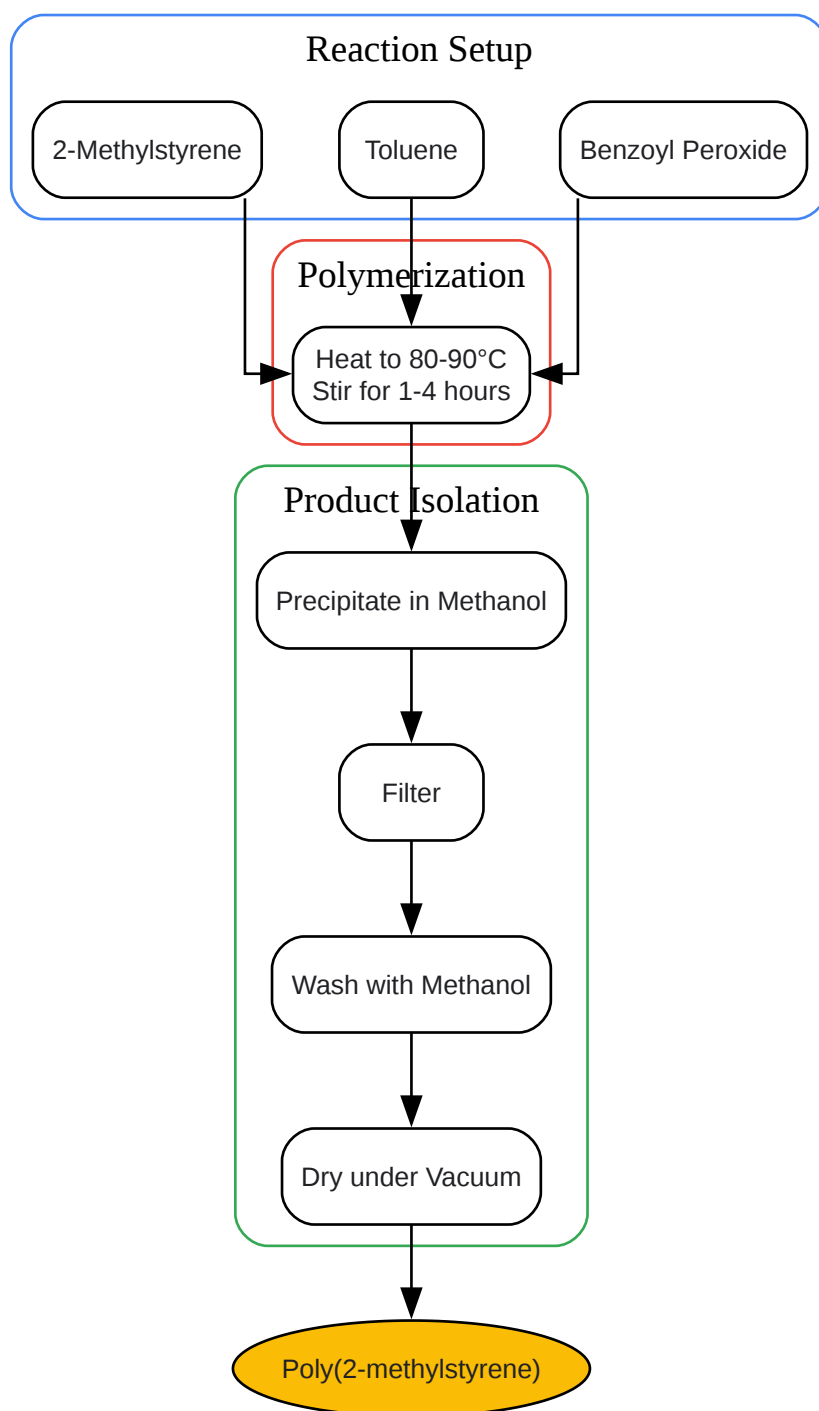 Reaction Setup
2-Methylstyrene
Toluene
Benzoyl Peroxide
Polymerization
Heat to 80-90°C
Stir for 1-4 hours
Product Isolation
Precipitate in Methanol
Filter
Wash with Methanol
Dry under Vacuum
Poly(2-methylstyrene)